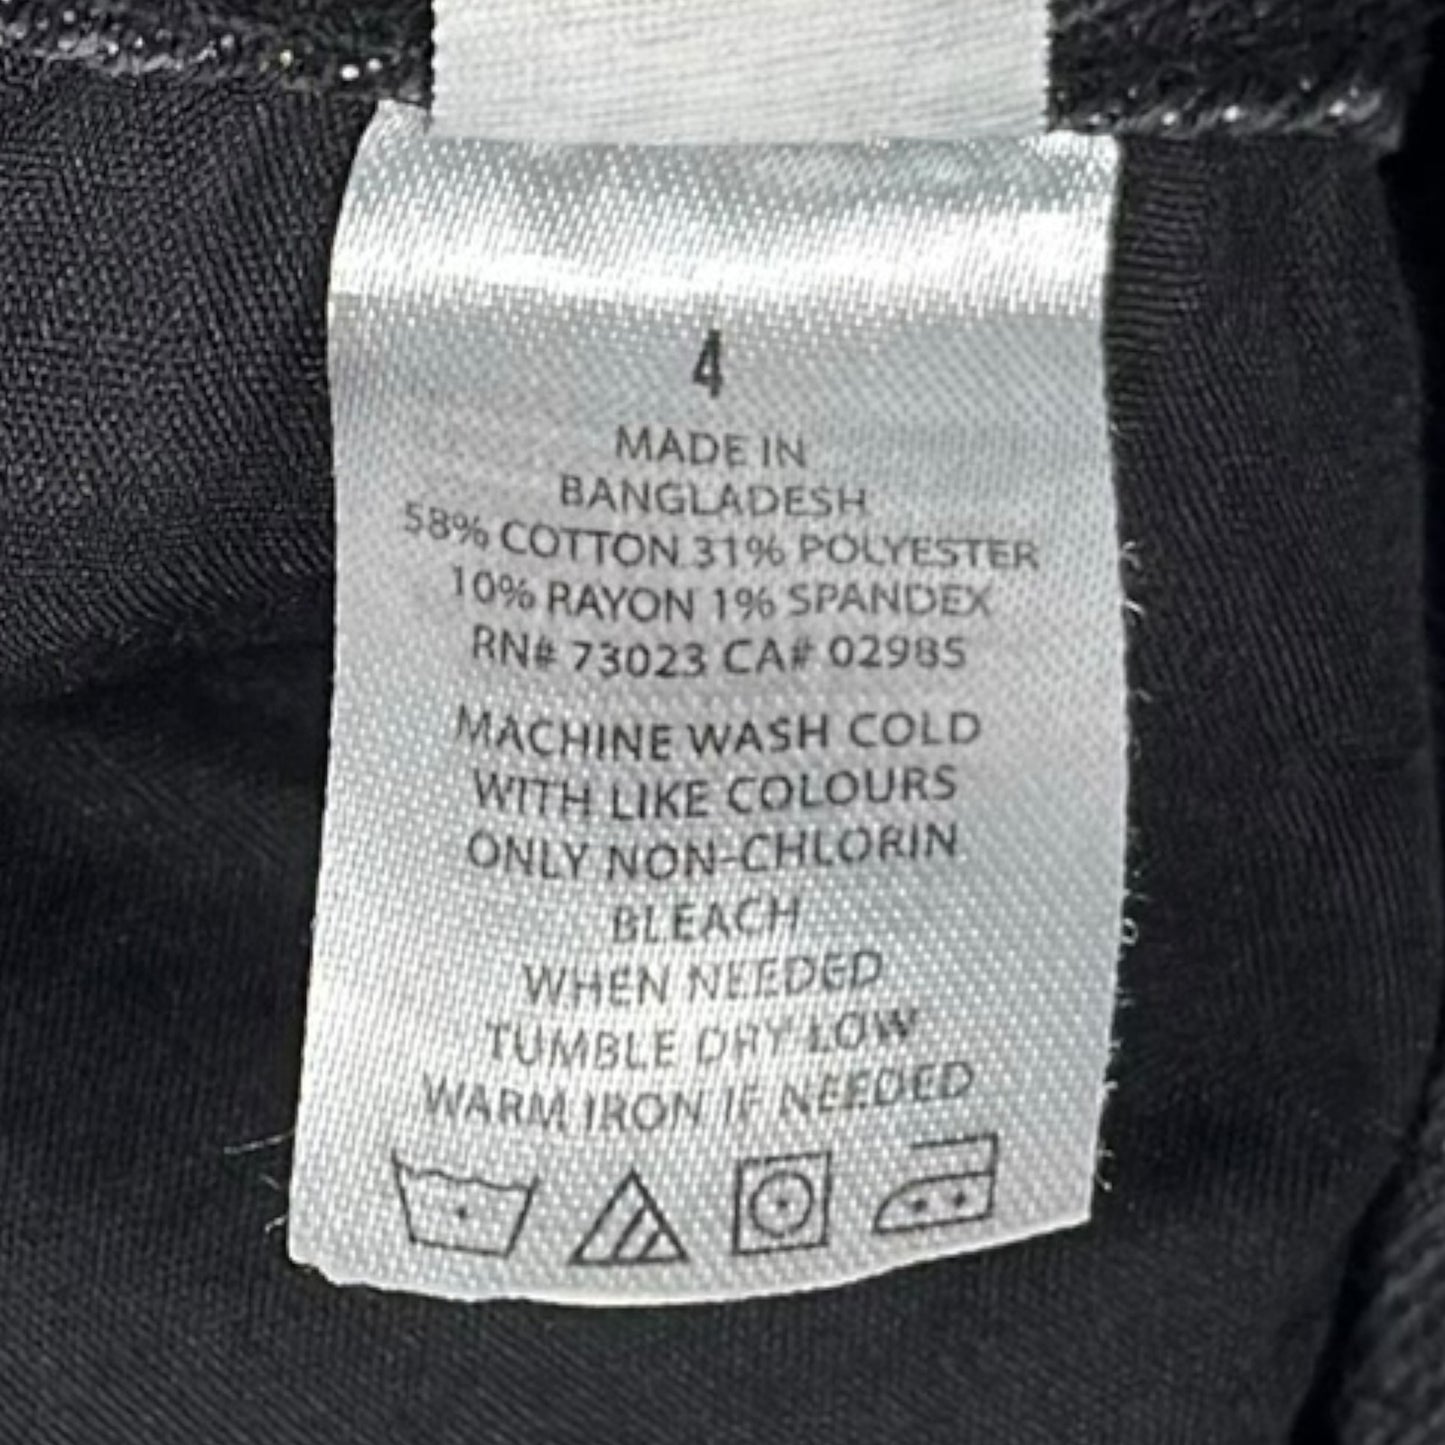 4
MADE IN
BANGLADESH
58% COTTON 31% POLYESTER
10% RAYON 1% SPANDEX
RN# 73023 CA# 02985
MACHINE WASH COLD
WITH LIKE COLOURS
ONLY NON-CHLORIN
BLEACH
WHEN NEEDED
TUMBLE DRY LOW
WARM IRON IF NEEDED